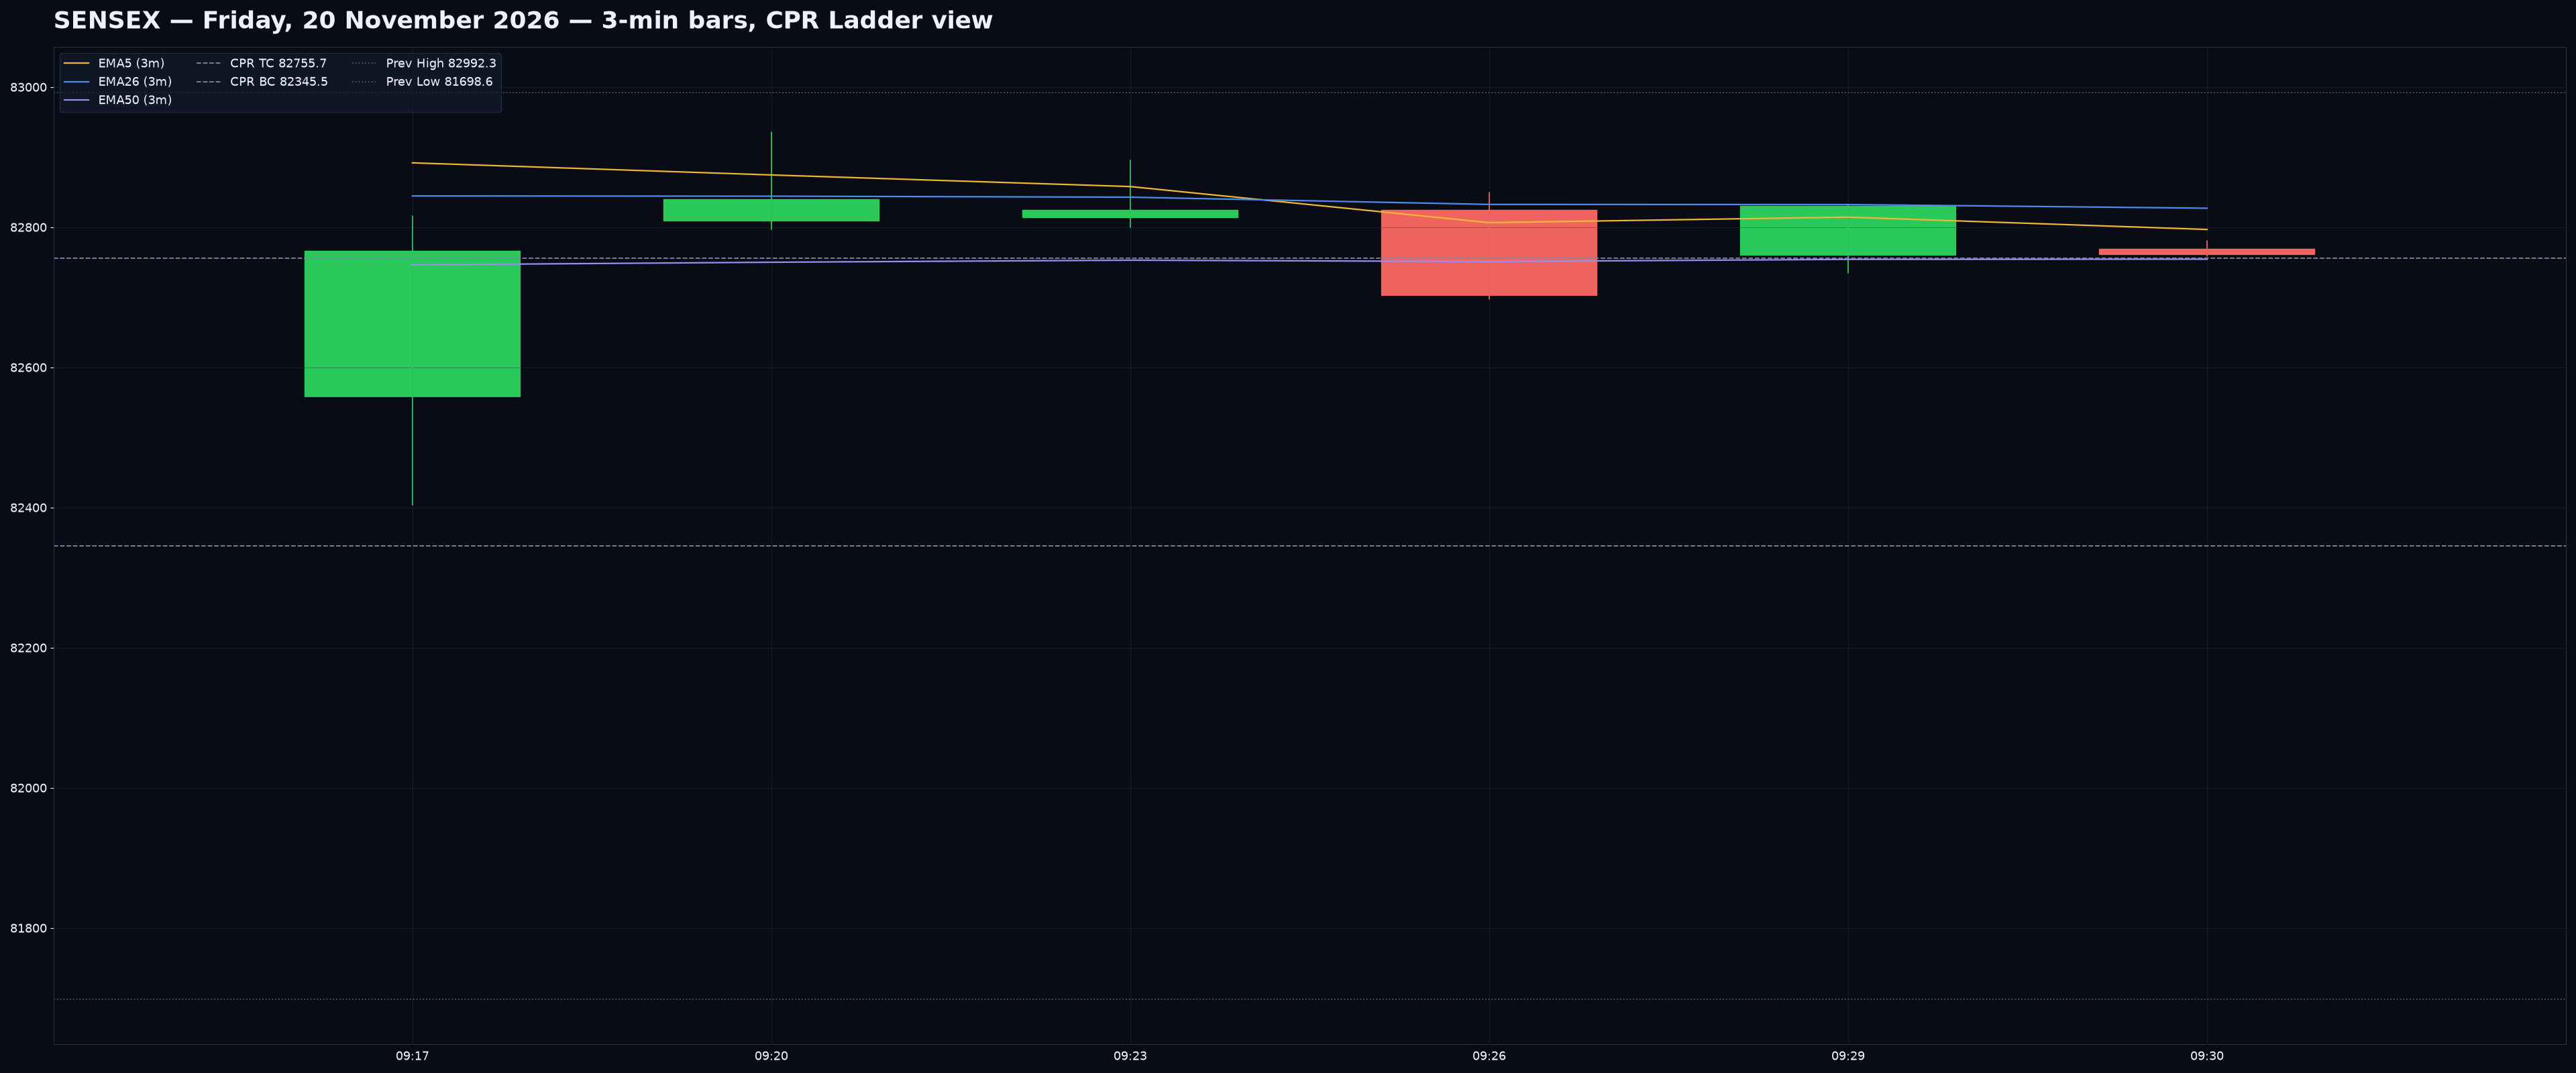 SENSEX — Friday, 20 November 2026 — 3-min bars, CPR Ladder view
EMA5 (3m) CPR TC 82755.7 Prev High 82992.3
EMA26 (3m) CPR BC 82345.5 Prev Low 81698.6
EMA50 (3m)
83000
82800
82600
82400
82200
82000
81800
09:17 09:20 09:23 09:26 09:29 09:30